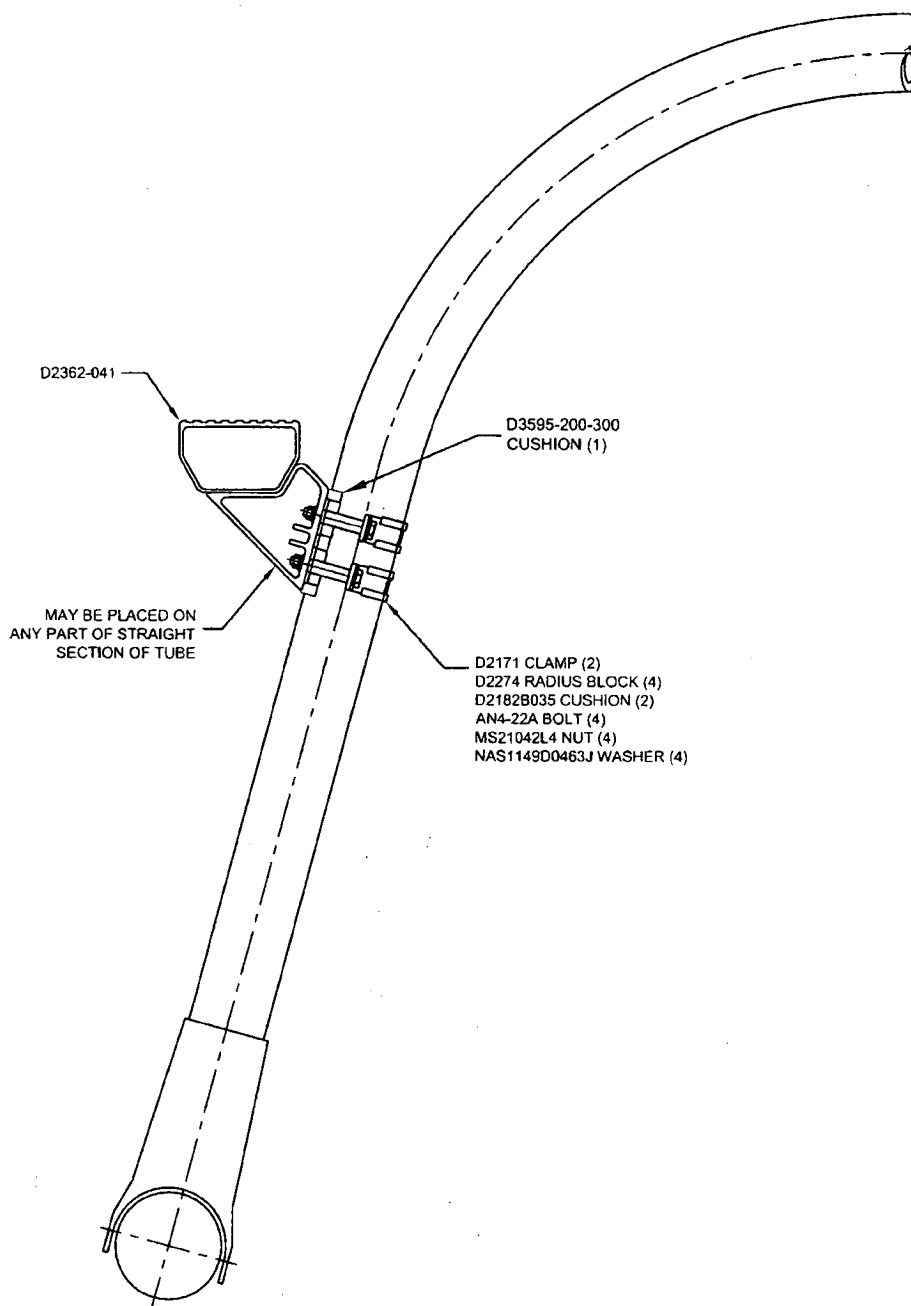 D2362-041
D3595-200-300
CUSHION (1)
MAY BE PLACED ON
ANY PART OF STRAIGHT
SECTION OF TUBE
D2171 CLAMP (2)
D2274 RADIUS BLOCK (4)
D2182B035 CUSHION (2)
AN4-22A BOLT (4)
MS21042L4 NUT (4)
NAS1149D0463J WASHER (4)